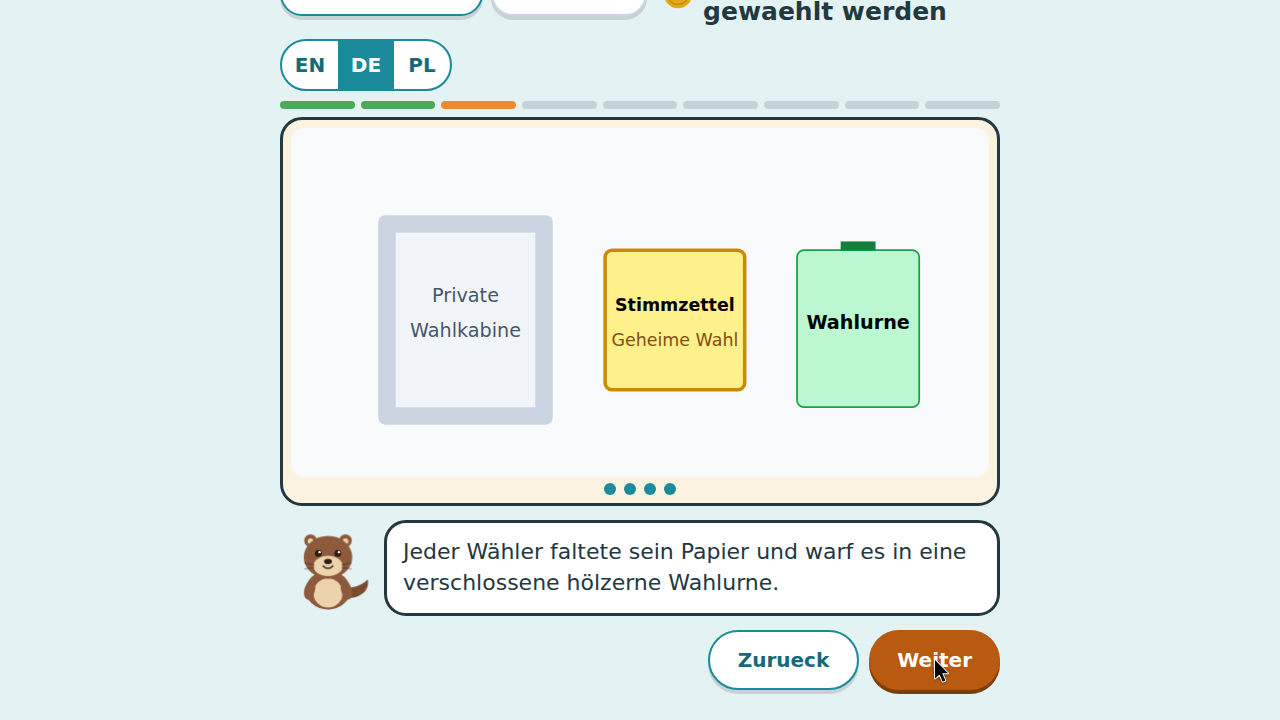 gewaehlt werden
EN DE PL
Private
Wahlkabine
Stimmzettel
Geheime Wahl
Wahlurne
Jeder Wähler faltete sein Papier und warf es in eine
verschlossene hölzerne Wahlurne.
Zurueck
Weiter